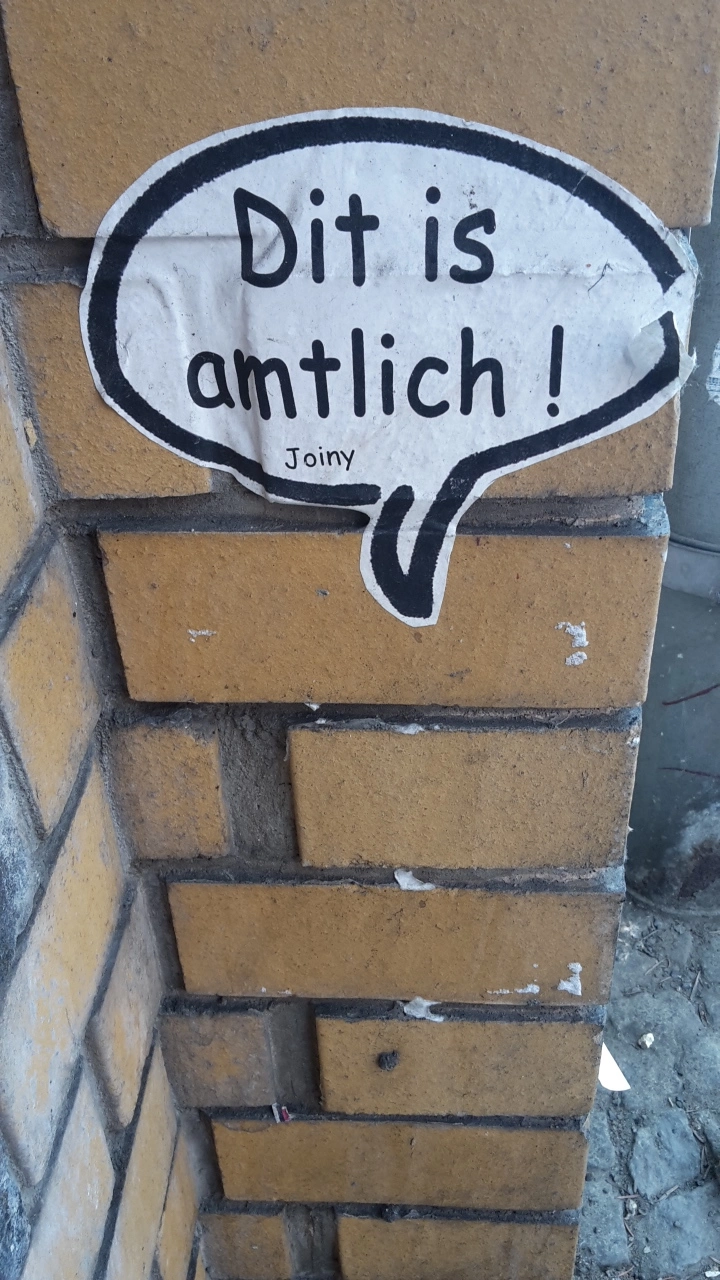 Dit is
amtlich !
Joiny